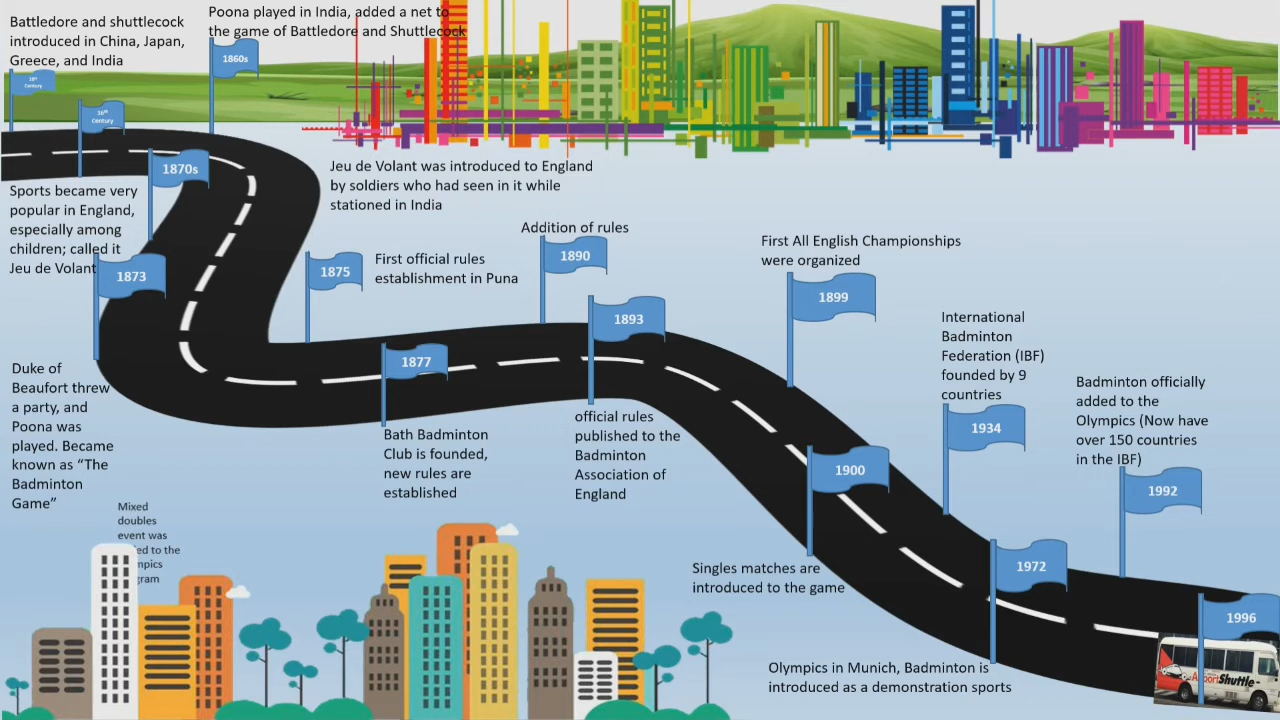 Battledore and shuttlecock
introduced in China, Japan,
Greece, and India
Poona played in India, added a net to
the game of Battledore and Shuttlecock
Century
1860s
16th
Century
1870s
Jeu de Volant was introduced to England
by soldiers who had seen in it while
stationed in India
Sports became very
popular in England,
especially among
children; called it
Jeu de Volant
1873
1875
First official rules
establishment in Puna
Addition of rules
1890
First All English Championships
were organized
1899
1893
1877
International
Badminton
Federation (IBF)
founded by 9
countries
1934
Duke of
Beaufort threw
a party, and
Poona was
played. Became
known as “The
Badminton
Game”
Badminton officially
added to the
Olympics (Now have
over 150 countries
in the IBF)
1992
Bath Badminton
Club is founded,
new rules are
established
official rules
published to the
Badminton
Association of
England
1900
Mixed
doubles
event was
to the
Singles matches are
introduced to the game
1972
1996
Olympics in Munich, Badminton is
introduced as a demonstration sports
AirportShuttle